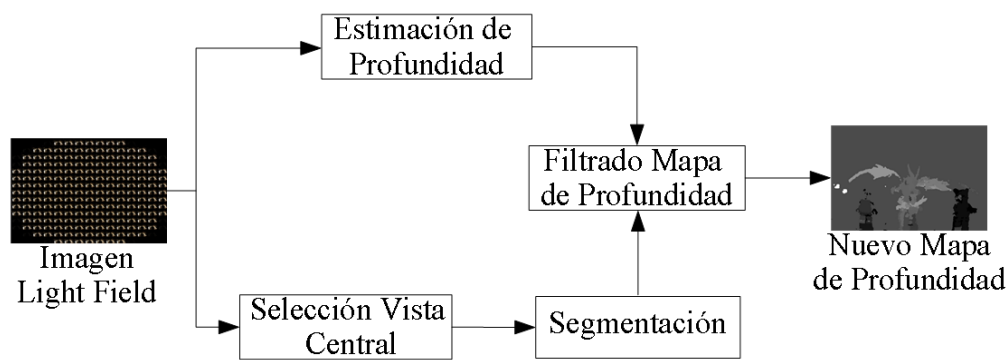 Estimación de
Profundidad
Imagen
Light Field
Filtrado Mapa
de Profundidad
Nuevo Mapa
de Profundidad
Selección Vista
Central
Segmentación